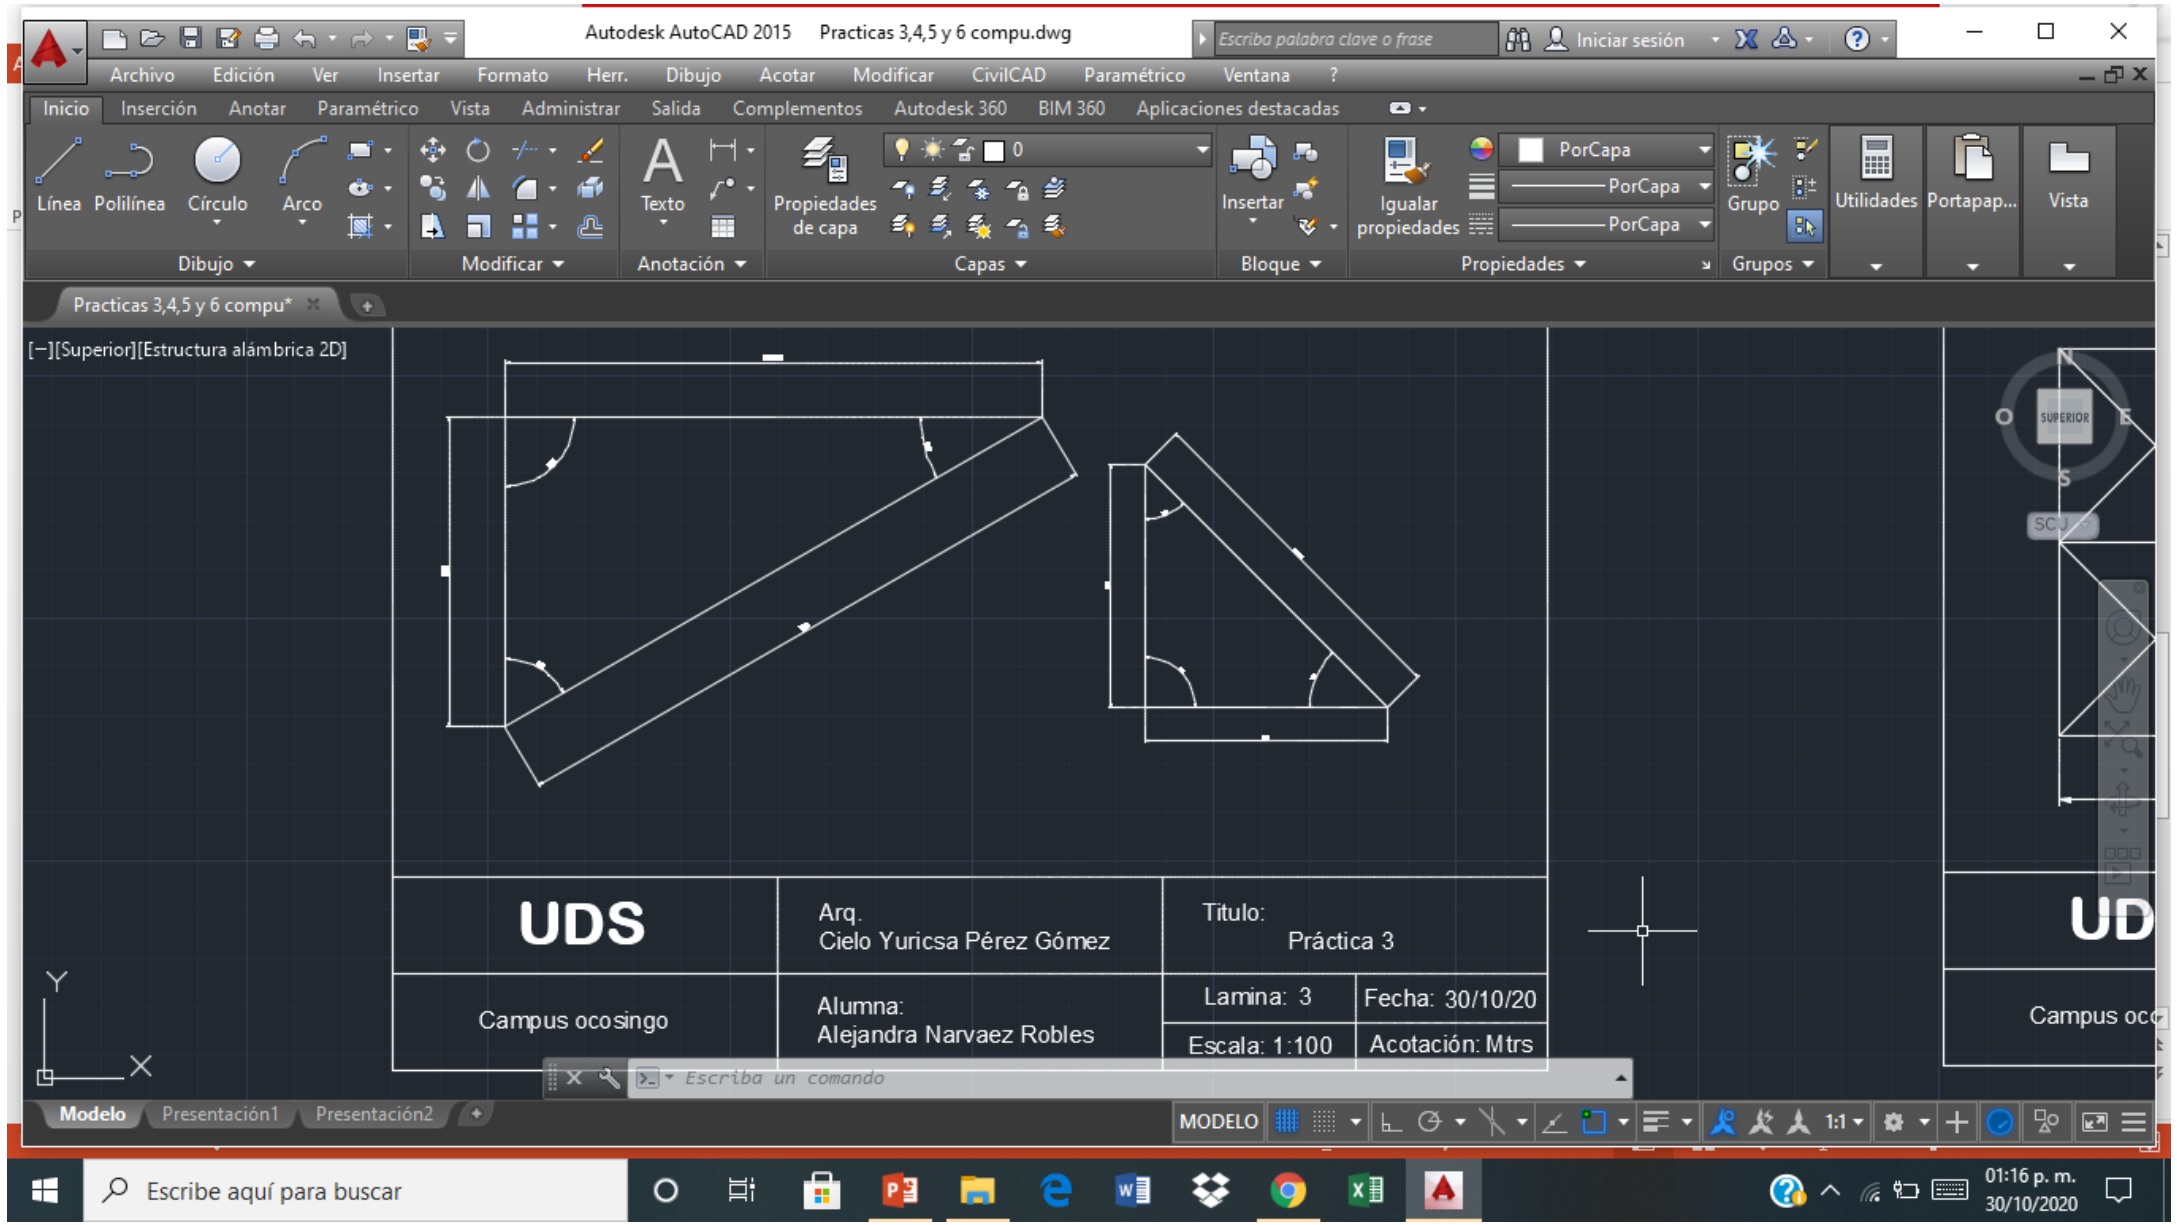 Autodesk AutoCAD 2015 Practicas 3,4,5 y 6 compu.dwg
Escriba palabra clave o frase
Iniciar sesión
Archivo Edición Ver Insertar Formato Herr. Dibujo Acotar Modificar CivilCAD Paramétrico Ventana ?
Inicio Inserción Anotar Paramétrico Vista Administrar Salida Complementos Autodesk 360 BIM 360 Aplicaciones destacadas
Línea Polilínea Círculo Arco
Texto
Propiedades de capa
0
Insertar
Igualar propiedades
PorCapa
PorCapa
PorCapa
Grupo
Utilidades
Portapap...
Vista
Dibujo Modificar Anotación Capas Bloque Propiedades Grupos
Practicas 3,4,5 y 6 compu*
[−][Superior][Estructura alámbrica 2D]
N
O SUPERIOR E
S
SCU
UDS
Arq.
Cielo Yuricsa Pérez Gómez
Titulo:
Práctica 3
Campus ocosingo
Alumna:
Alejandra Narvaez Robles
Lamina: 3
Fecha: 30/10/20
Escala: 1:100
Acotación: Mtrs
UD
Campus oc
Y
X
Escriba un comando
Modelo Presentación1 Presentación2
MODELO
1:1
Escribe aquí para buscar
01:16 p. m.
30/10/2020